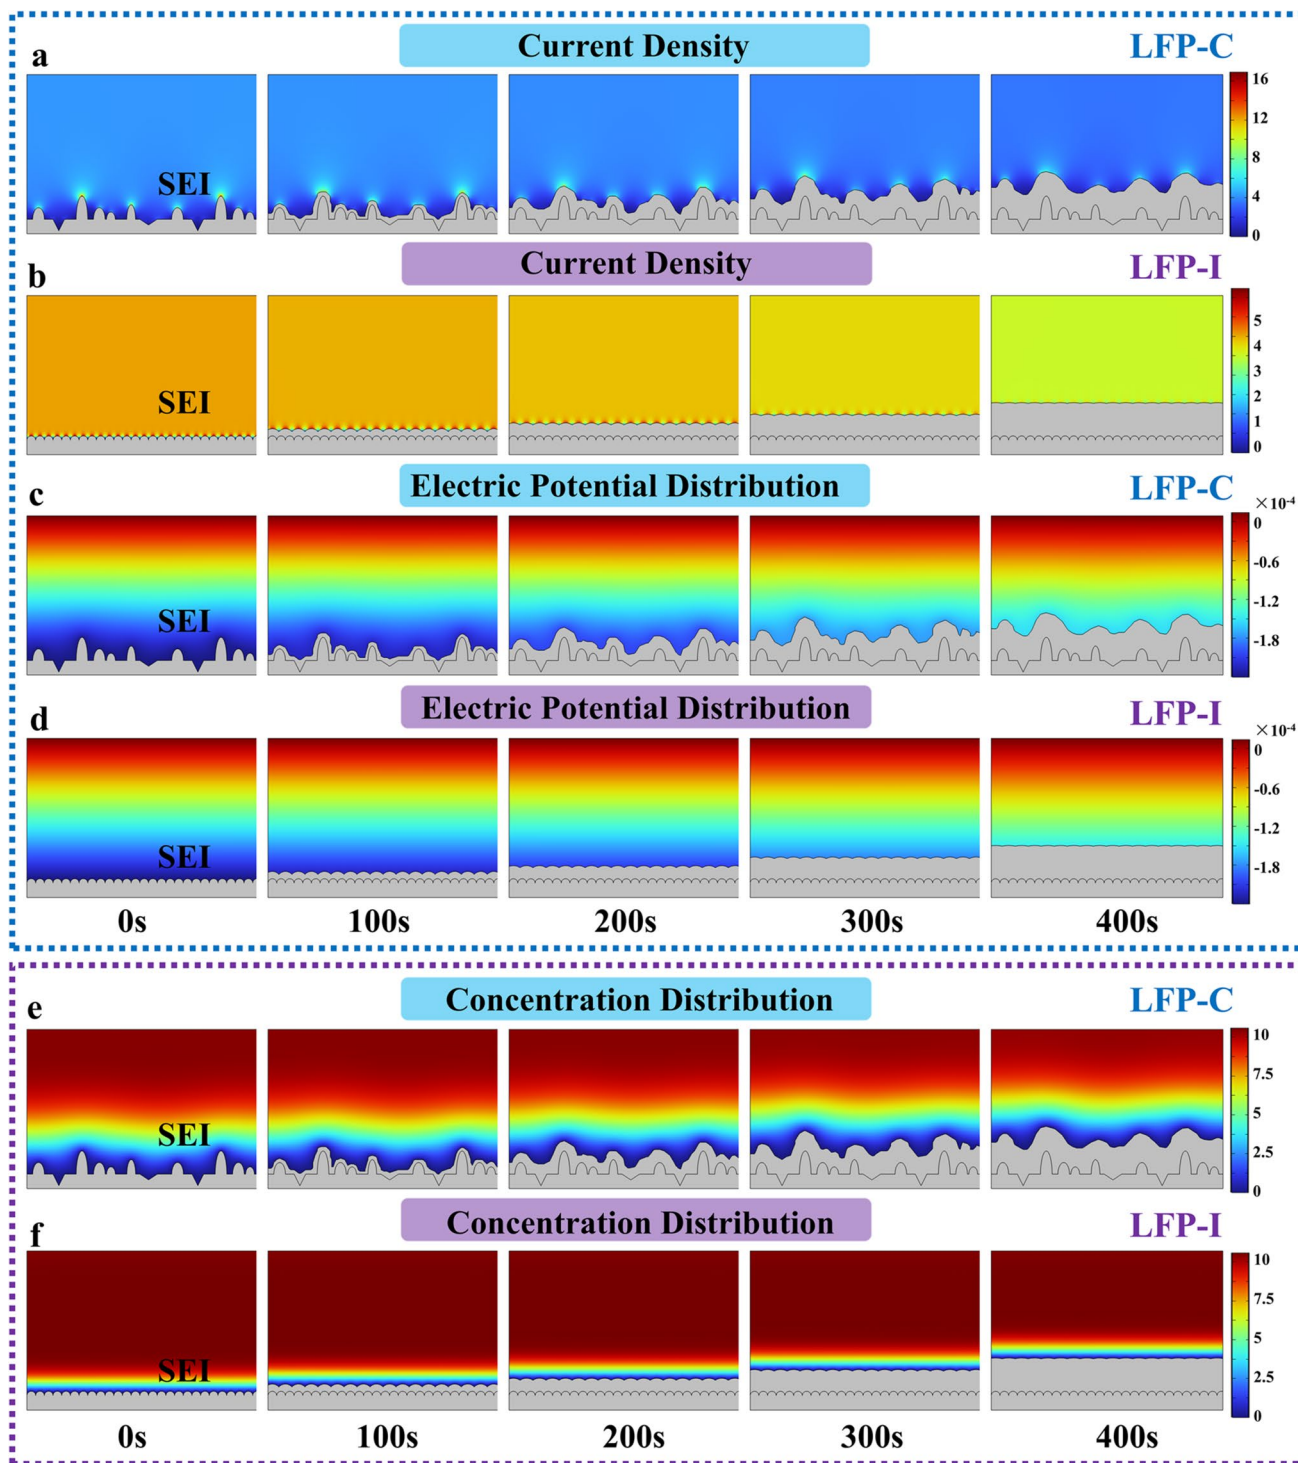 a Current Density LFP-C
16
12
SEI
8
4
0
b Current Density LFP-I
5
4
3
SEI
2
1
0
c Electric Potential Distribution LFP-C
×10-4
0
-0.6
-1.2
SEI
-1.8
d Electric Potential Distribution LFP-I
×10-4
0
-0.6
-1.2
SEI
-1.8
0s 100s 200s 300s 400s
e Concentration Distribution LFP-C
10
7.5
5
SEI
2.5
0
f Concentration Distribution LFP-I
10
7.5
5
SEI
2.5
0
0s 100s 200s 300s 400s